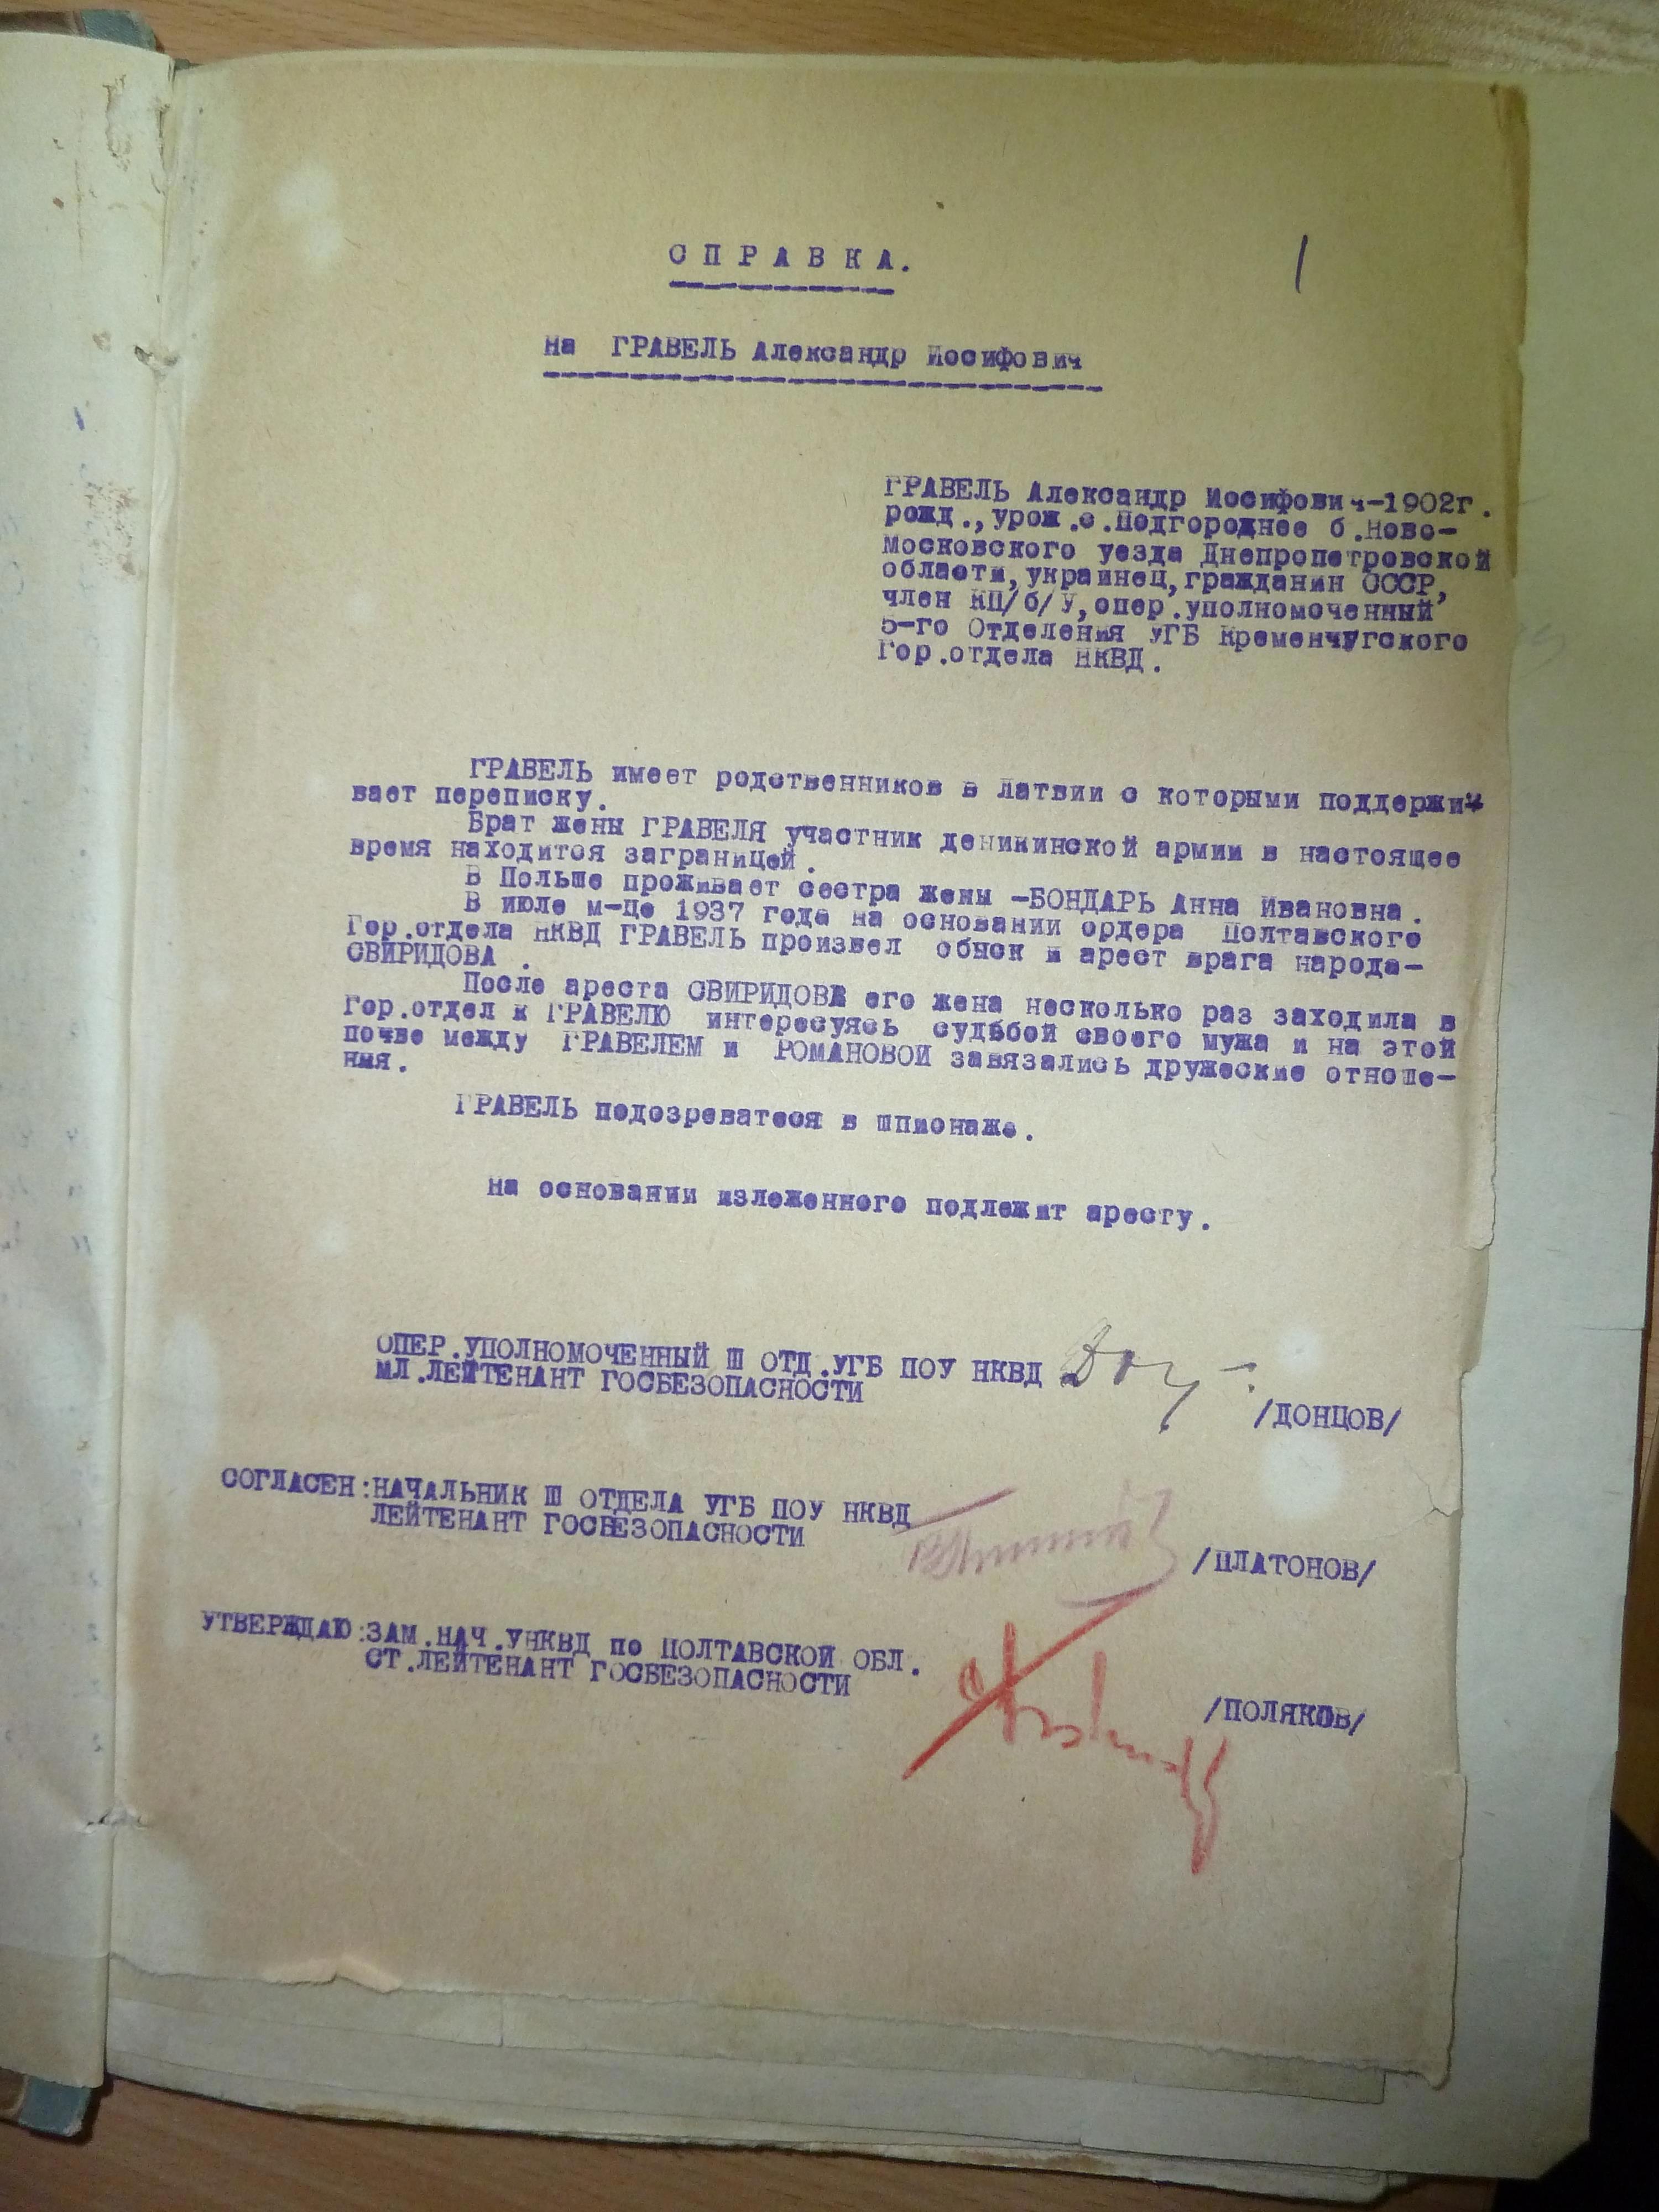 1
СПРАВКА.
на ГРАВЕЛЬ Александр Иосифович
ГРАВЕЛЬ Александр Иосифович-1902г.
рожд.,урож.с.Подгороднее б.Ново-
Московского уезда Днепропетровской
области,украинец,гражданин СССР,
член КП/б/У,опер.уполномоченный
5-го Отделения УГБ Кременчугского
Гор.отдела НКВД.
ГРАВЕЛЬ имеет родственников в Латвии с которыми поддержи-
вает переписку.
Брат жены ГРАВЕЛЯ участник деникинской армии в настоящее
время находится заграницей.
В Польше проживает сестра жены -БОНДАРЬ Анна Ивановна.
В июле м-це 1937 года на основании ордера Полтавского
Гор.отдела НКВД ГРАВЕЛЬ произвел обыск и арест врага народа-
СВИРИДОВА .
После ареста СВИРИДОВА его жена несколько раз заходила в
Гор.отдел к ГРАВЕЛЮ интересуясь судьбой своего мужа и на этой
почве между ГРАВЕЛЕМ и РОМАНОВОЙ завязались дружеские отноше-
ния.
ГРАВЕЛЬ подозреватеся в шпионаже.
На основании изложенного подлежит аресту.
ОПЕР.УПОЛНОМОЧЕННЫЙ Ш ОТД.УГБ ПОУ НКВД
МЛ.ЛЕЙТЕНАНТ ГОСБЕЗОПАСНОСТИ
/ДОНЦОВ/
СОГЛАСЕН:НАЧАЛЬНИК Ш ОТДЕЛА УГБ ПОУ НКВД
ЛЕЙТЕНАНТ ГОСБЕЗОПАСНОСТИ
/ПЛАТОНОВ/
УТВЕРЖДАЮ:ЗАМ.НАЧ.УНКВД по ПОЛТАВСКОЙ ОБЛ.
СТ.ЛЕЙТЕНАНТ ГОСБЕЗОПАСНОСТИ
/ПОЛЯКОВ/